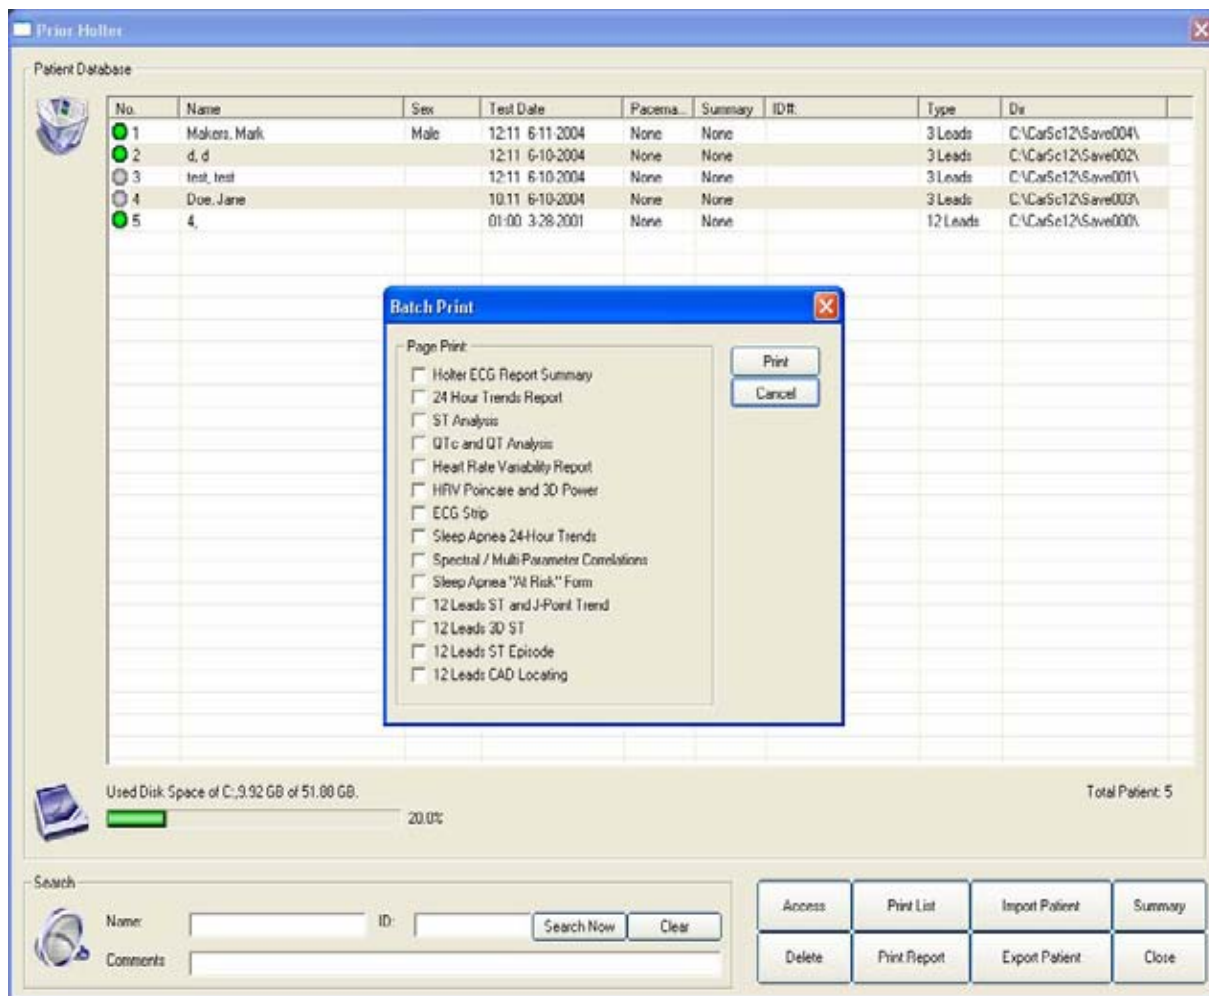 Prior Holter
Patient Database
No. Name Sex Test Date Pacema... Summary ID#: Type Dir
1 Makers, Mark Male 12:11 6-11-2004 None None 3 Leads C:\CarSc12\Save004\
2 d, d 12:11 6-10-2004 None None 3 Leads C:\CarSc12\Save002\
3 test, test 12:11 6-10-2004 None None 3 Leads C:\CarSc12\Save001\
4 Doe, Jane 10:11 6-10-2004 None None 3 Leads C:\CarSc12\Save003\
5 4, 01:00 3-28-2001 None None 12 Leads C:\CarSc12\Save000\
Batch Print
Page Print
Holter ECG Report Summary
24 Hour Trends Report
ST Analysis
QTc and QT Analysis
Heart Rate Variability Report
HRV Poincare and 3D Power
ECG Strip
Sleep Apnea 24-Hour Trends
Spectral / Multi-Parameter Correlations
Sleep Apnea "At Risk" Form
12 Leads ST and J-Point Trend
12 Leads 3D ST
12 Leads ST Episode
12 Leads CAD Locating
Print
Cancel
Used Disk Space of C:,9.92 GB of 51.88 GB.
Total Patient: 5
20.0%
Search
Name: ID: Search Now Clear
Comments
Access Print List Import Patient Summary
Delete Print Report Export Patient Close